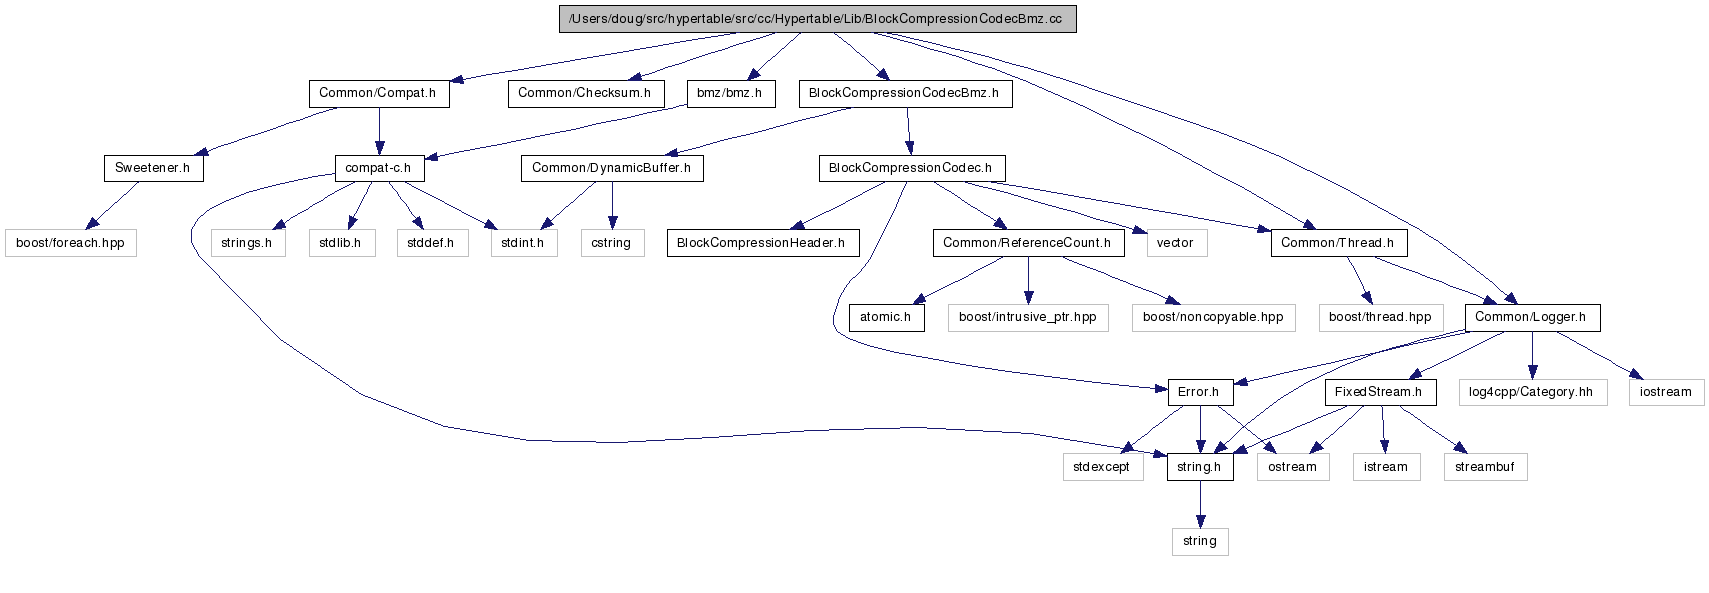 /Users/doug/src/hypertable/src/cc/Hypertable/Lib/BlockCompressionCodecBmz.cc
Common/Compat.h
Common/Checksum.h
bmz/bmz.h
BlockCompressionCodecBmz.h
Sweetener.h
compat-c.h
Common/DynamicBuffer.h
BlockCompressionCodec.h
boost/foreach.hpp
strings.h
stdlib.h
stddef.h
stdint.h
cstring
BlockCompressionHeader.h
Common/ReferenceCount.h
vector
Common/Thread.h
atomic.h
boost/intrusive_ptr.hpp
boost/noncopyable.hpp
boost/thread.hpp
Common/Logger.h
Error.h
FixedStream.h
log4cpp/Category.hh
iostream
stdexcept
string.h
ostream
istream
streambuf
string